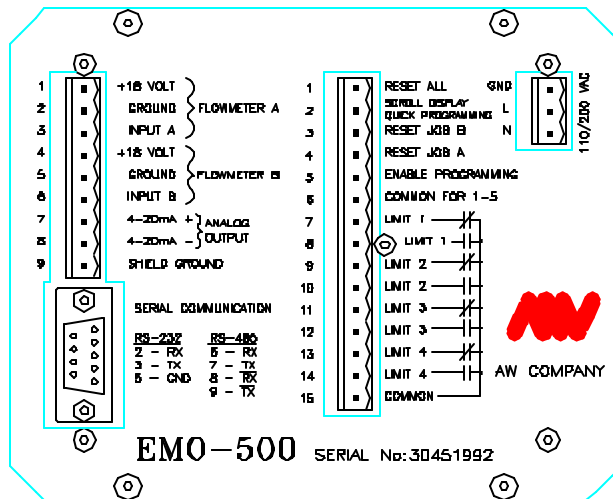 1 +18 VOLT
2 GROUND FLOWMETER A
3 INPUT A
4 +18 VOLT
5 GROUND FLOWMETER B
6 INPUT B
7 4-20mA + ANALOG
8 4-20mA - OUTPUT
9 SHIELD GROUND
SERIAL COMMUNICATION
RS-232 RS-485
2 - RX 6 - RX
3 - TX 7 - TX
5 - GND 8 - RX
9 - TX
1 RESET ALL
2 SCROLL DISPLAY
QUICK PROGRAMMING
3 RESET JOB B
4 RESET JOB A
5 ENABLE PROGRAMMING
6 COMMON FOR 1-5
7 LIMIT 1
8 LIMIT 1
9 LIMIT 2
10 LIMIT 2
11 LIMIT 3
12 LIMIT 3
13 LIMIT 4
14 LIMIT 4
15 COMMON
GND
L
N
110/200 VAC
AW COMPANY
EMO-500 SERIAL No:30451992